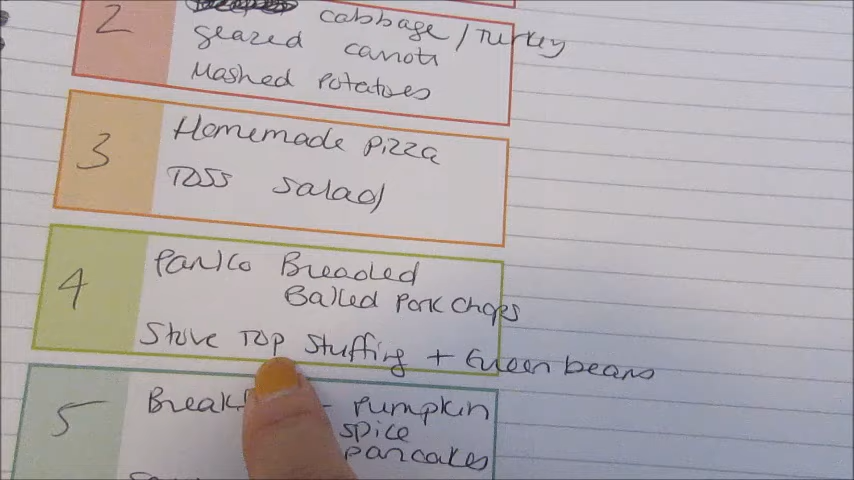 2
cabbage / Turkey
glazed carrots
Mashed Potatoes
3
Homemade Pizza
Toss Salad
4
Panko Breaded
Baked Pork Chops
Stove Top Stuffing + Green beans
5
Pumpkin
spice
pancakes